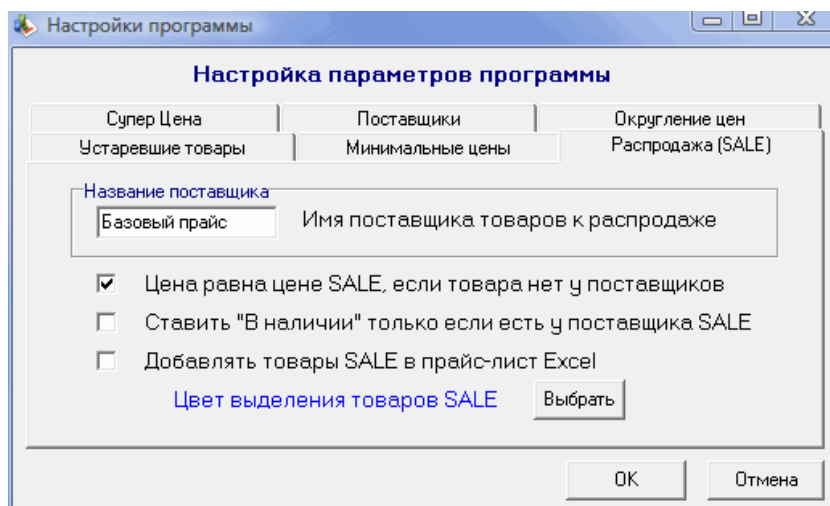 Настройки программы
Настройка параметров программы
Супер Цена Поставщики Округление цен
Устаревшие товары Минимальные цены Распродажа (SALE)
Название поставщика
Базовый прайс Имя поставщика товаров к распродаже
Цена равна цене SALE, если товара нет у поставщиков
Ставить "В наличии" только если есть у поставщика SALE
Добавлять товары SALE в прайс-лист Excel
Цвет выделения товаров SALE Выбрать
OK Отмена